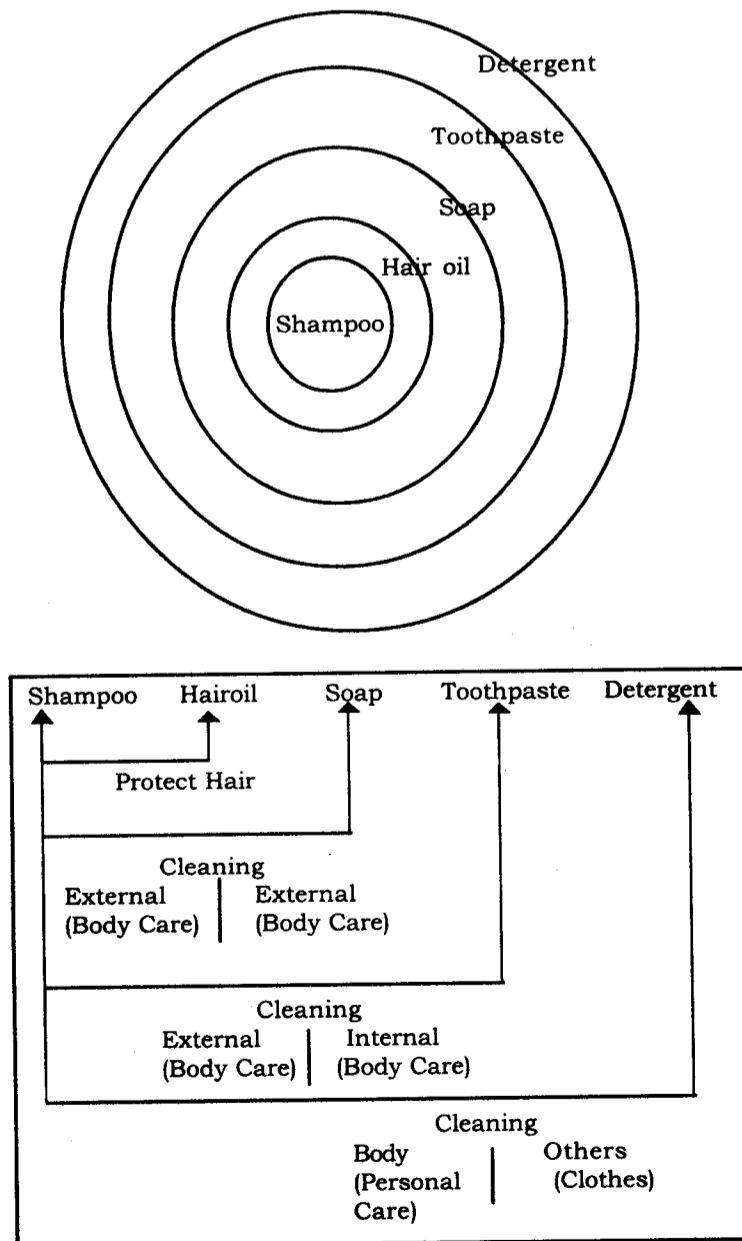 Detergent
Toothpaste
Soap
Hair oil
Shampoo
Shampoo Hairoil Soap Toothpaste Detergent
Protect Hair
Cleaning
External External
(Body Care) (Body Care)
Cleaning
External Internal
(Body Care) (Body Care)
Cleaning
Body Others
(Personal (Clothes)
Care)